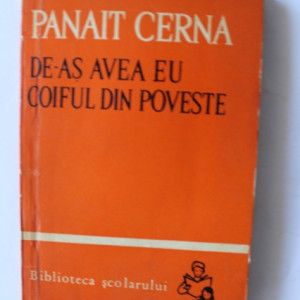 PANAIT CERNA
DE-AȘ AVEA EU
COIFUL DIN POVESTE
Biblioteca școlarului